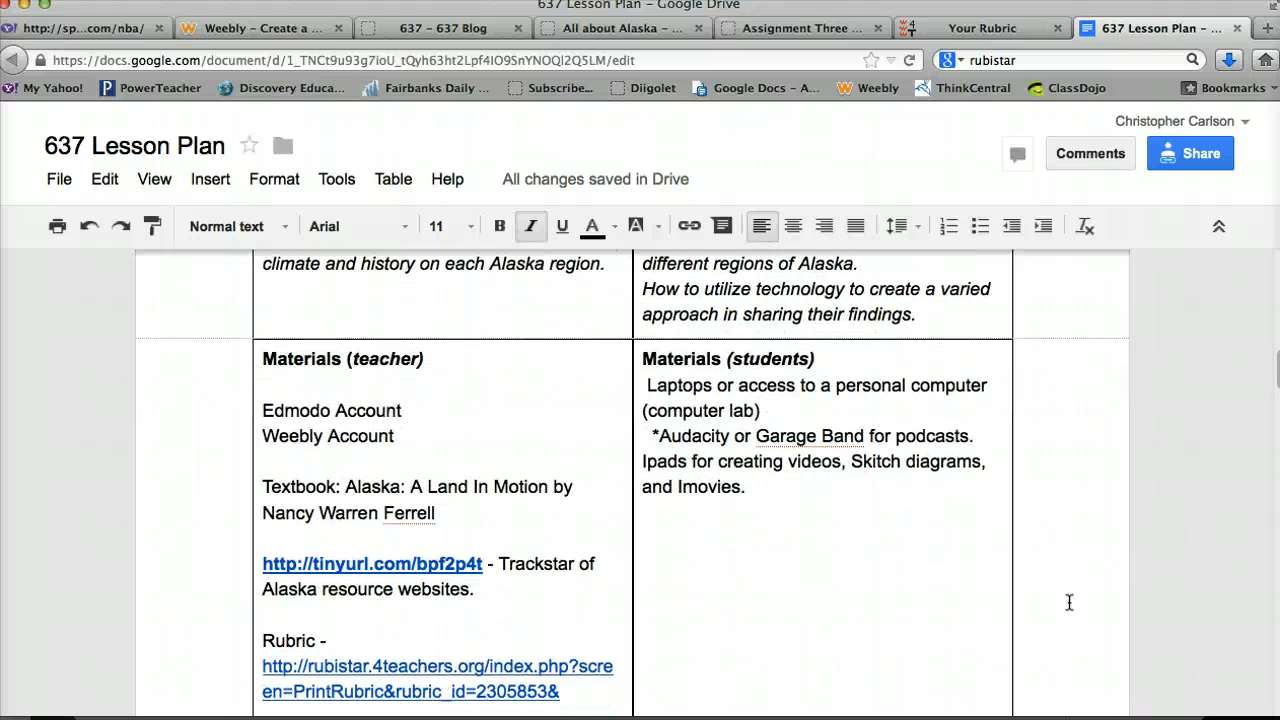 637 Lesson Plan – Google Drive
http://sp...com/nba/
Weebly – Create a ...
637 – 637 Blog
All about Alaska – ...
Assignment Three ...
Your Rubric
637 Lesson Plan – ...
https://docs.google.com/document/d/1_TNCt9u93g7ioU_tQyh63ht2Lpf4IO9SnYNOQl2Q5LM/edit
rubistar
My Yahoo!
PowerTeacher
Discovery Educa...
Fairbanks Daily ...
Subscribe...
Diigolet
Google Docs – A...
Weebly
ThinkCentral
ClassDojo
Bookmarks
Christopher Carlson
637 Lesson Plan
Comments
Share
File Edit View Insert Format Tools Table Help
All changes saved in Drive
Normal text
Arial
11
climate and history on each Alaska region.
different regions of Alaska.
How to utilize technology to create a varied
approach in sharing their findings.
Materials (teacher)
Edmodo Account
Weebly Account
Textbook: Alaska: A Land In Motion by
Nancy Warren Ferrell
http://tinyurl.com/bpf2p4t - Trackstar of
Alaska resource websites.
Rubric -
http://rubistar.4teachers.org/index.php?scre
en=PrintRubric&rubric_id=2305853&
Materials (students)
Laptops or access to a personal computer
(computer lab)
*Audacity or Garage Band for podcasts.
Ipads for creating videos, Skitch diagrams,
and Imovies.